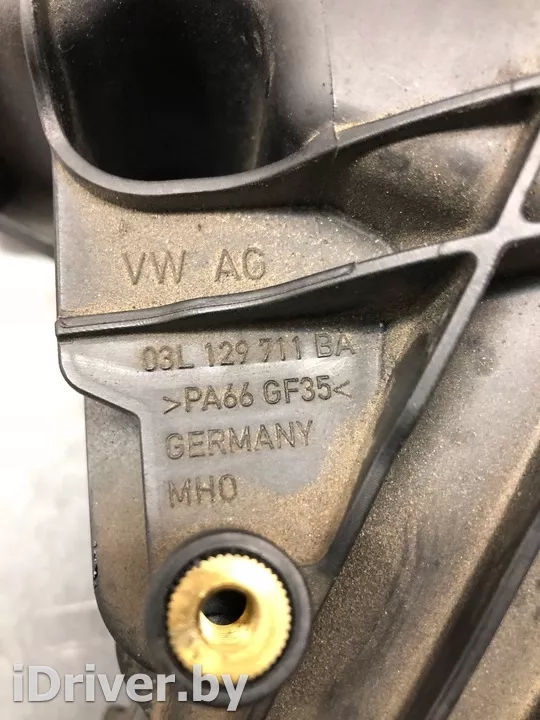 VW AG
03L 129 711 BA
>PA66 GF35<
GERMANY
MHO
iDriver.by